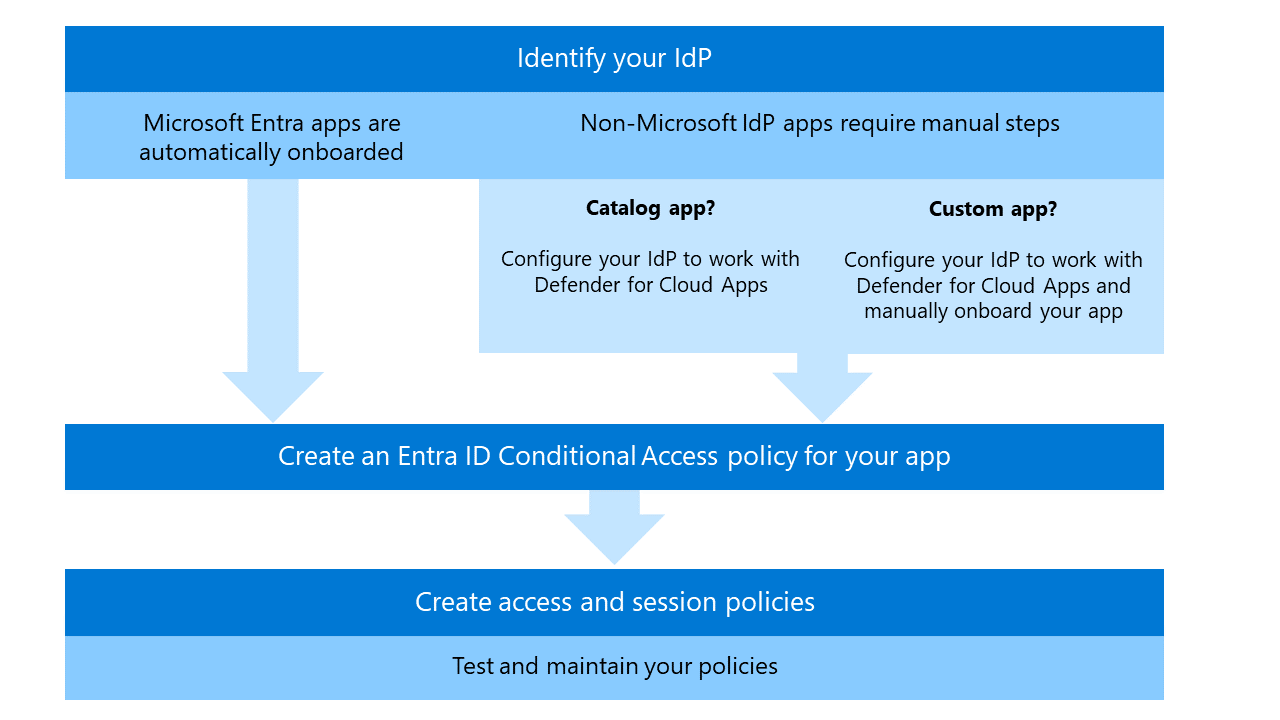 Identify your IdP
Microsoft Entra apps are
automatically onboarded
Non-Microsoft IdP apps require manual steps
Catalog app?
Configure your IdP to work with
Defender for Cloud Apps
Custom app?
Configure your IdP to work with
Defender for Cloud Apps and
manually onboard your app
Create an Entra ID Conditional Access policy for your app
Create access and session policies
Test and maintain your policies